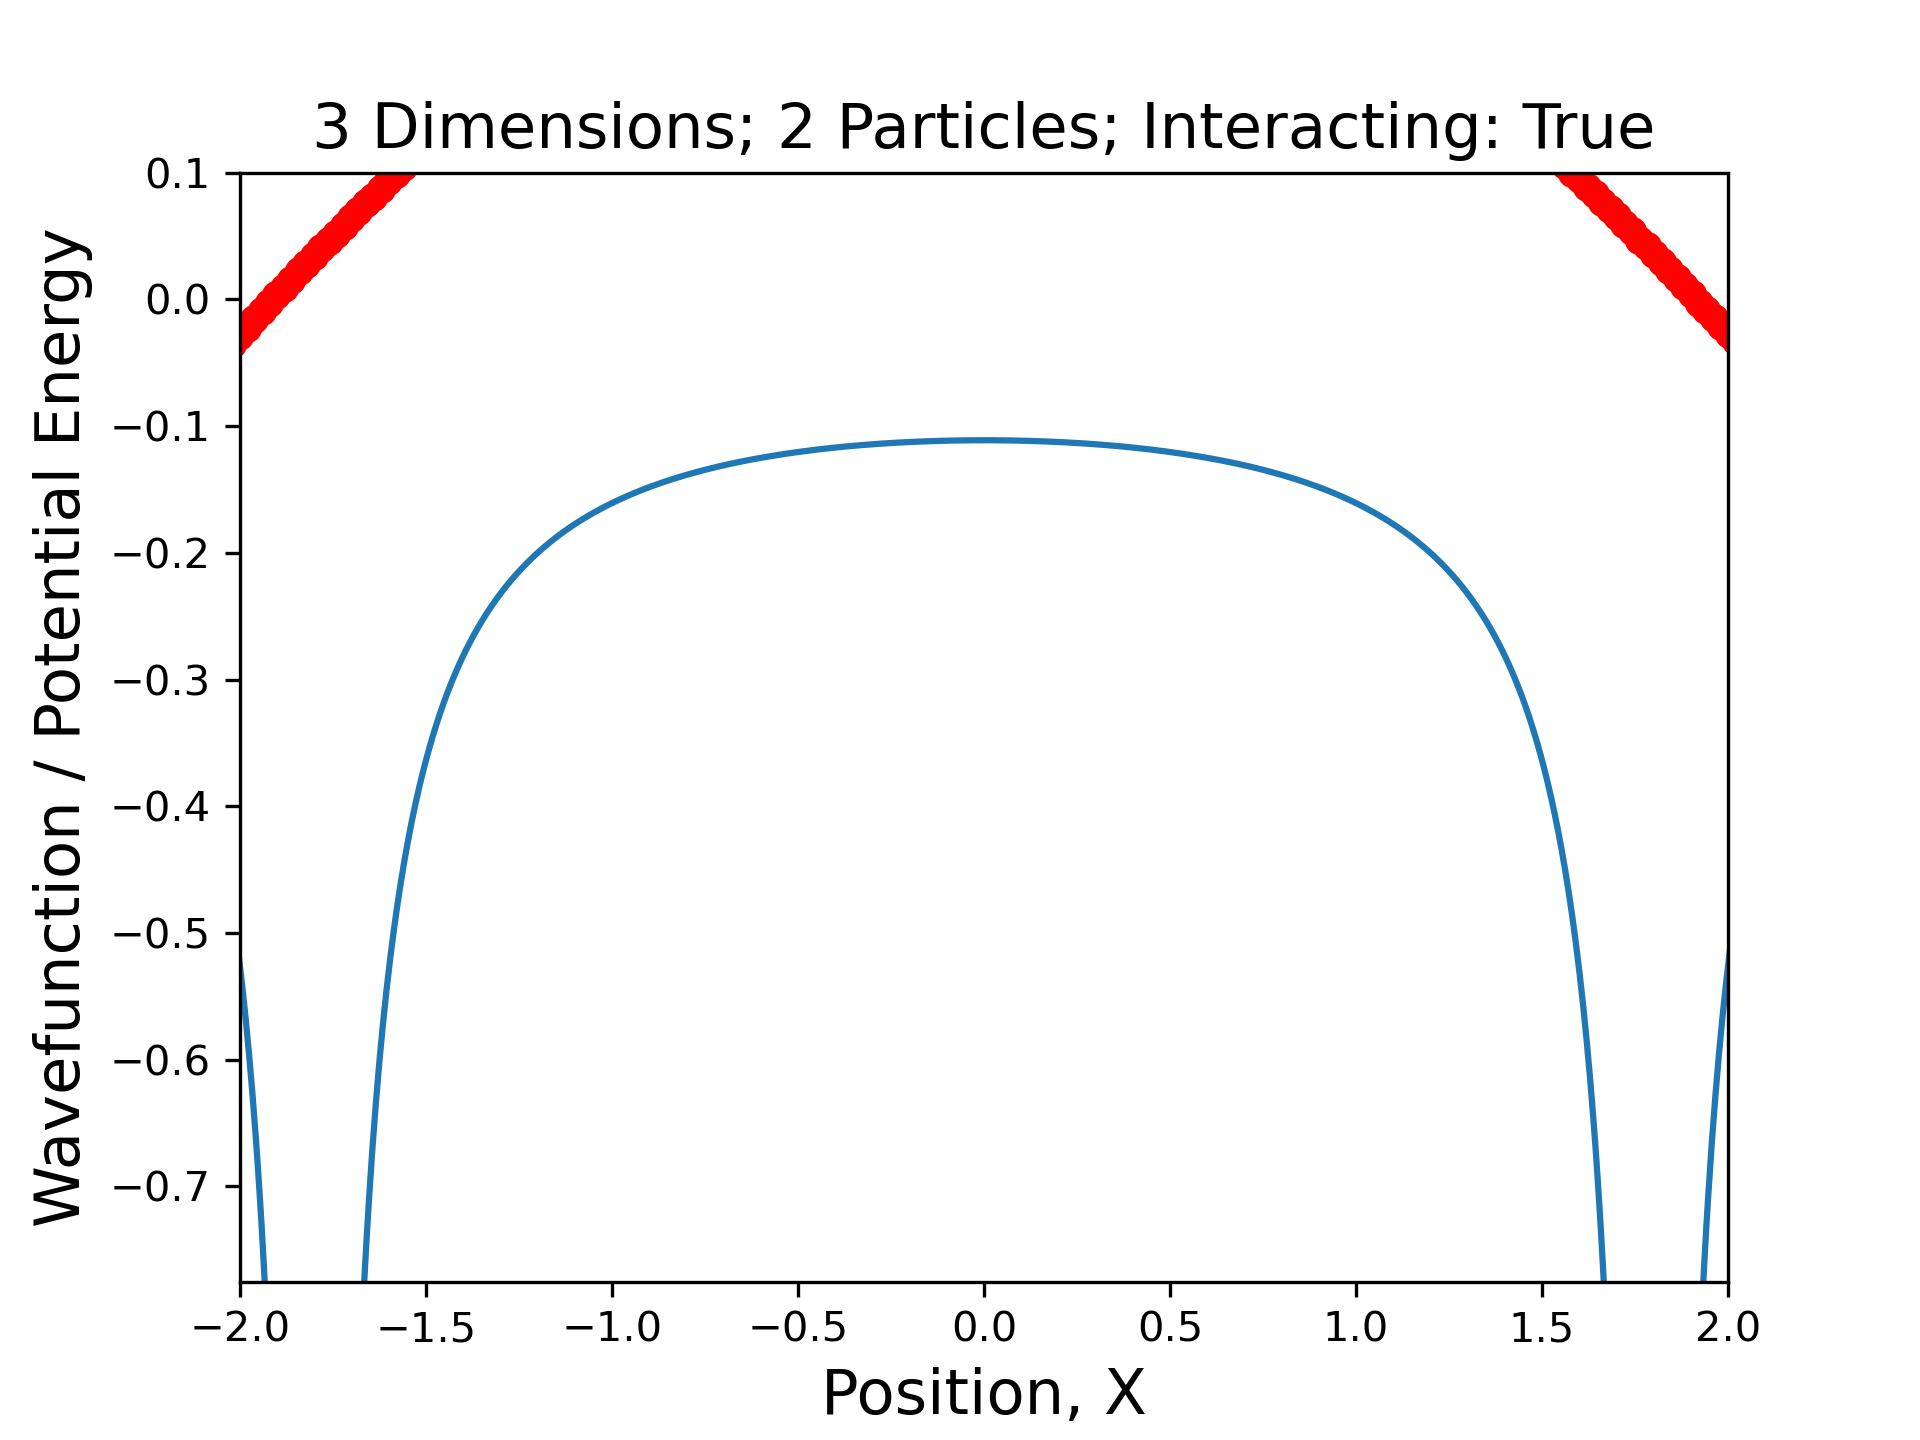 3 Dimensions; 2 Particles; Interacting: True
Wavefunction / Potential Energy
0.1
0.0
−0.1
−0.2
−0.3
−0.4
−0.5
−0.6
−0.7
−2.0 −1.5 −1.0 −0.5 0.0 0.5 1.0 1.5 2.0
Position, X